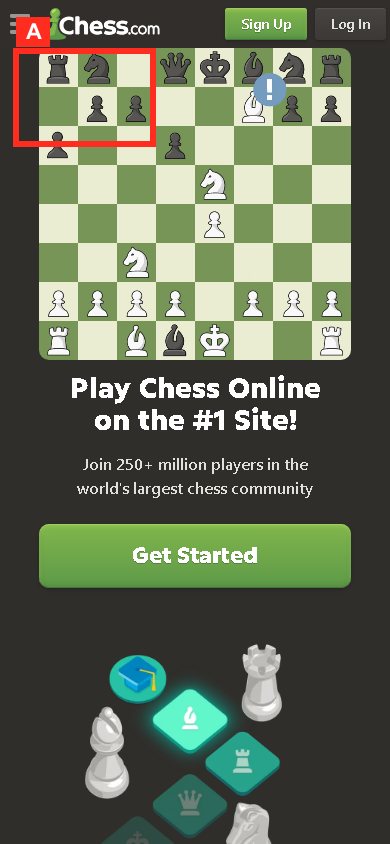 A
Chess.com
Sign Up
Log In
!
Play Chess Online
on the #1 Site!
Join 250+ million players in the
world's largest chess community
Get Started